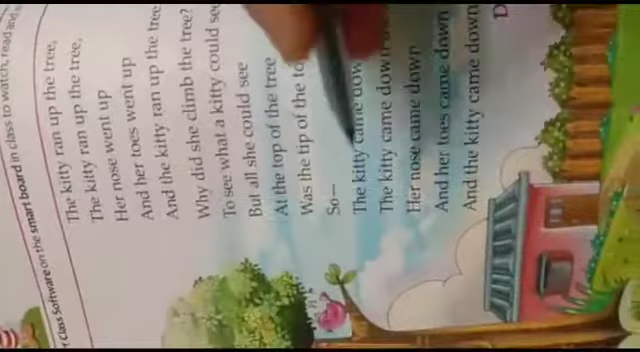 Class Software on the smart board in class to watch, read and
The kitty ran up the tree,
The kitty ran up the tree,
Her nose went up
And her toes went up
And the kitty ran up the tree
Why did she climb the tree?
To see what a kitty could see
But all she could see
At the top of the tree
Was the tip of the to
So—
The kitty came dow
The kitty came down
Her nose came down
And her toes came down
And the kitty came down
D